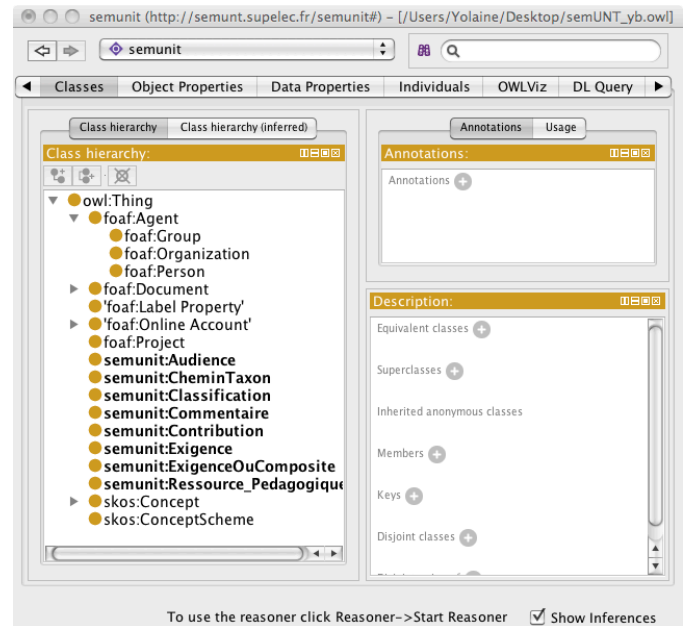 semunit (http://semunt.supelec.fr/semunit#) – [/Users/Yolaine/Desktop/semUNT_yb.owl]
semunit
Classes Object Properties Data Properties Individuals OWLViz DL Query
Class hierarchy Class hierarchy (inferred)
Class hierarchy:
owl:Thing
foaf:Agent
foaf:Group
foaf:Organization
foaf:Person
foaf:Document
'foaf:Label Property'
'foaf:Online Account'
foaf:Project
semunit:Audience
semunit:CheminTaxon
semunit:Classification
semunit:Commentaire
semunit:Contribution
semunit:Exigence
semunit:ExigenceOuComposite
semunit:Ressource_Pedagogique
skos:Concept
skos:ConceptScheme
Annotations Usage
Annotations:
Annotations
Description:
Equivalent classes
Superclasses
Inherited anonymous classes
Members
Keys
Disjoint classes
To use the reasoner click Reasoner->Start Reasoner Show Inferences